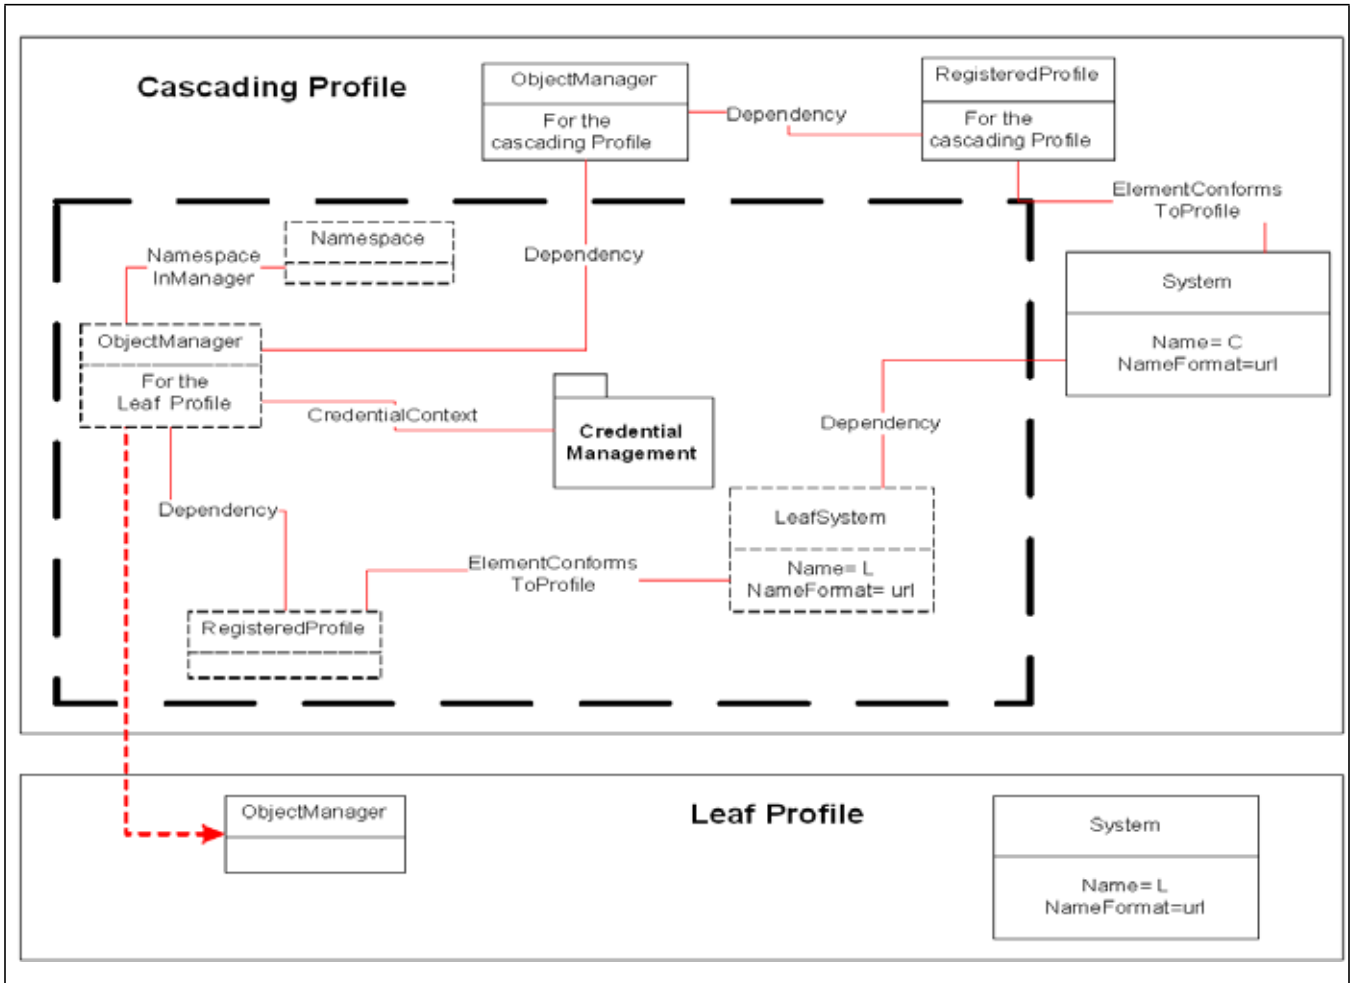 Cascading Profile
ObjectManager
For the
cascading Profile
Dependency
RegisteredProfile
For the
cascading Profile
ElementConforms
ToProfile
Namespace
Namespace
InManager
Dependency
System
Name= C
NameFormat=url
ObjectManager
For the
Leaf Profile
CredentialContext
Credential
Management
Dependency
Dependency
LeafSystem
Name= L
NameFormat= url
ElementConforms
ToProfile
RegisteredProfile
ObjectManager
Leaf Profile
System
Name= L
NameFormat=url